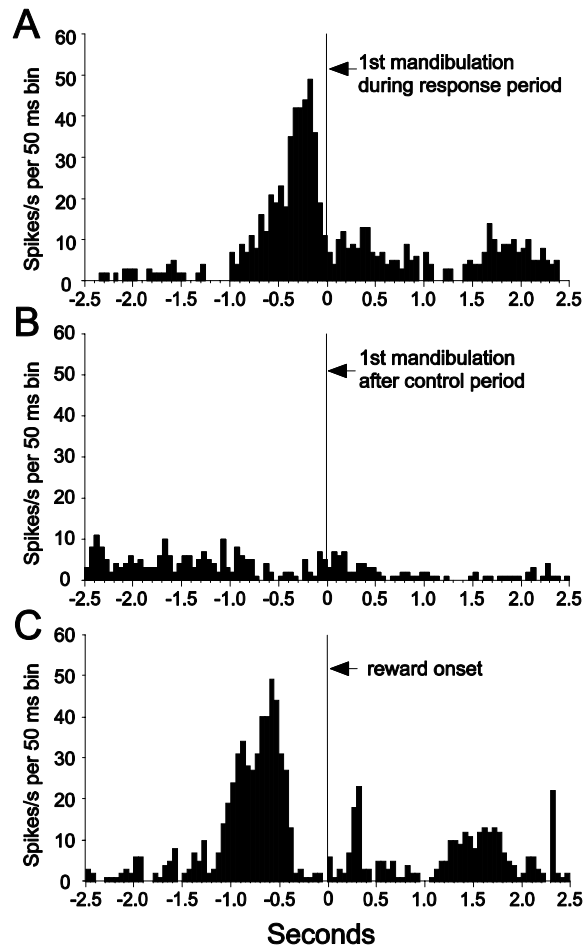 A
Spikes/s per 50 ms bin
60
50
40
30
20
10
0
1st mandibulation
during response period
-2.5 -2.0 -1.5 -1.0 -0.5 0 0.5 1.0 1.5 2.0 2.5
B
Spikes/s per 50 ms bin
60
50
40
30
20
10
0
1st mandibulation
after control period
-2.5 -2.0 -1.5 -1.0 -0.5 0 0.5 1.0 1.5 2.0 2.5
C
Spikes/s per 50 ms bin
60
50
40
30
20
10
0
reward onset
-2.5 -2.0 -1.5 -1.0 -0.5 0 0.5 1.0 1.5 2.0 2.5
Seconds